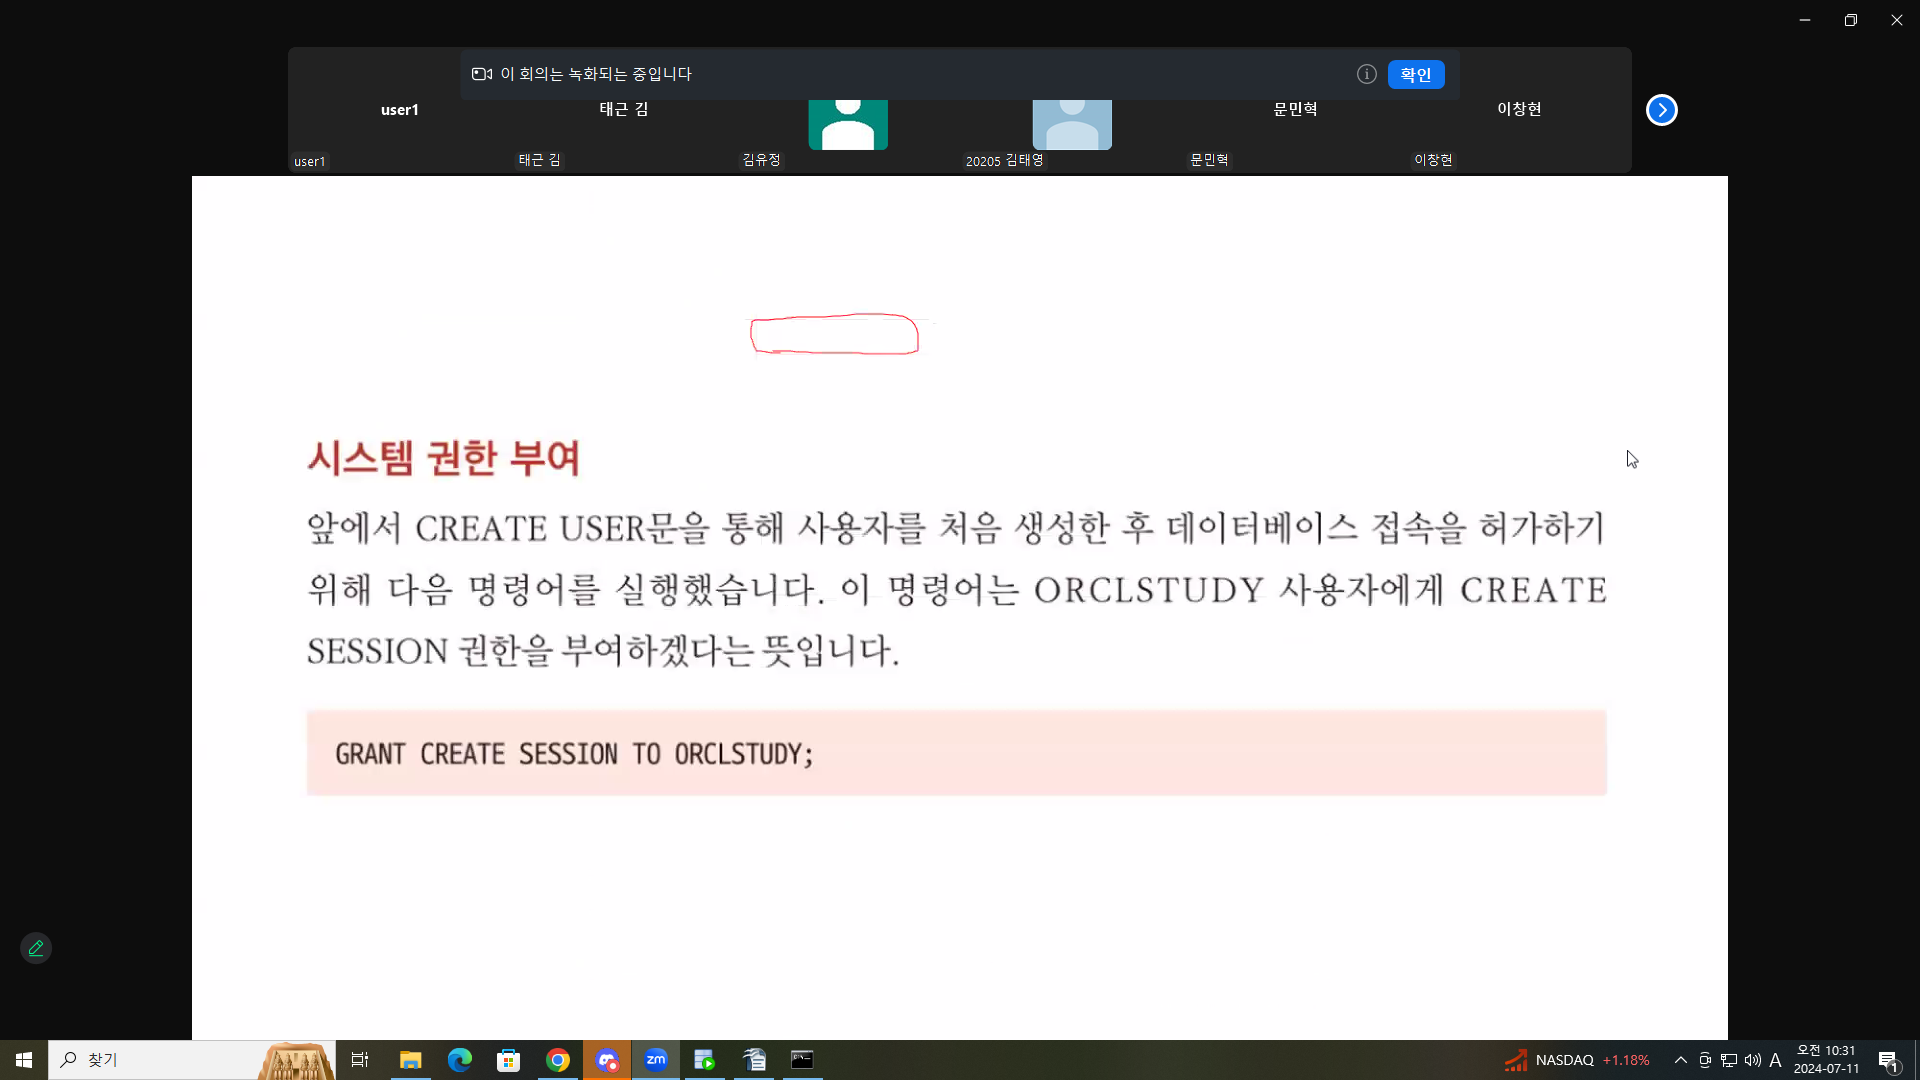 이 회의는 녹화되는 중입니다
확인
user1
태근 김
문민혁
이창현
user1
태근 김
김유정
20205 김태영
문민혁
이창현
시스템 권한 부여
앞에서 CREATE USER문을 통해 사용자를 처음 생성한 후 데이터베이스 접속을 허가하기
위해 다음 명령어를 실행했습니다. 이 명령어는 ORCLSTUDY 사용자에게 CREATE
SESSION 권한을 부여하겠다는 뜻입니다.
GRANT CREATE SESSION TO ORCLSTUDY;
찾기
zm
NASDAQ +1.18%
A
오전 10:31
2024-07-11
1